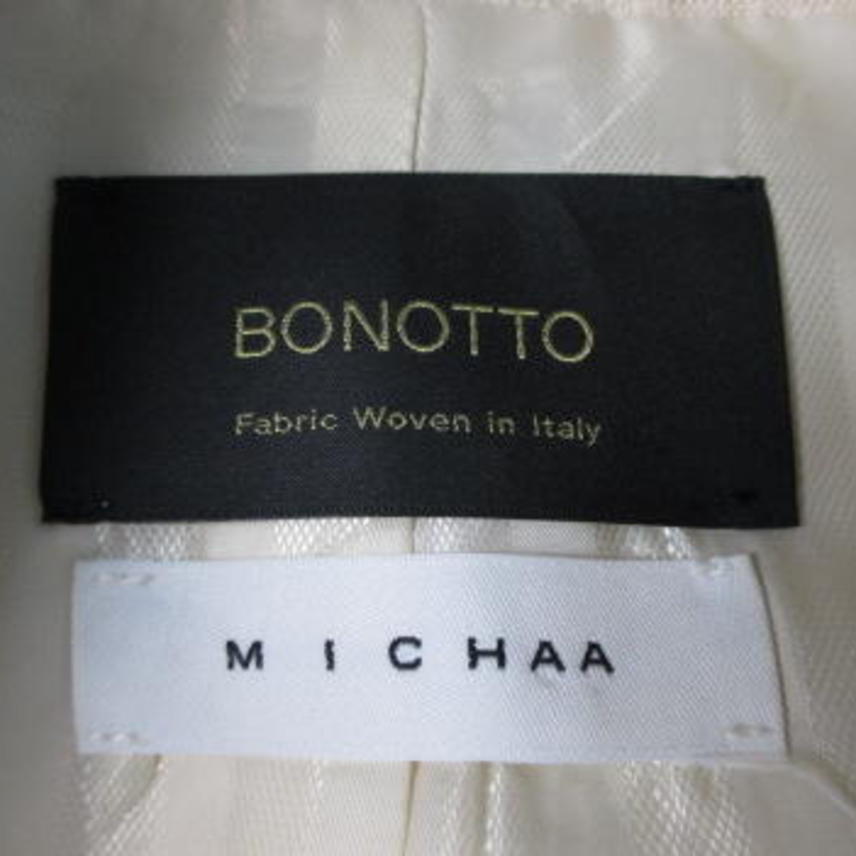 BONOTTO
Fabric Woven in Italy
MICHAA